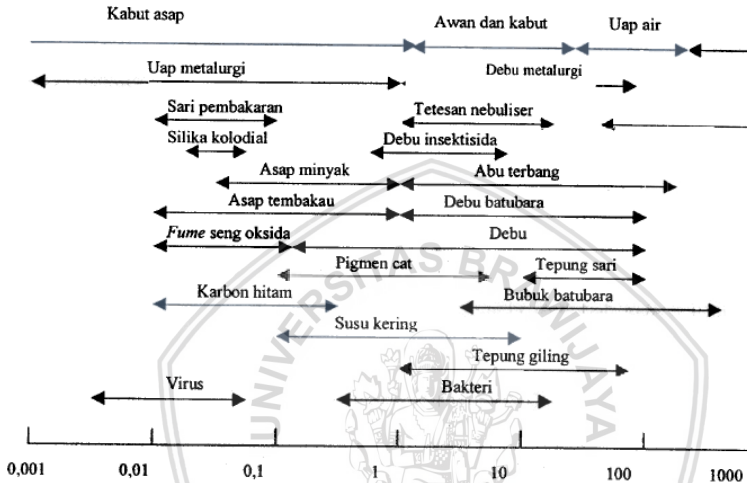 Kabut asap
Awan dan kabut Uap air
Uap metalurgi Debu metalurgi
Sari pembakaran Tetesan nebuliser
Silika kolodial Debu insektisida
Asap minyak Abu terbang
Asap tembakau Debu batubara
Fume seng oksida Debu
Pigmen cat Tepung sari
Karbon hitam Bubuk batubara
Susu kering
Tepung giling
Virus Bakteri
0,001 0,01 0,1 1 10 100 1000
UNIVERSITAS BRAWIJAYA